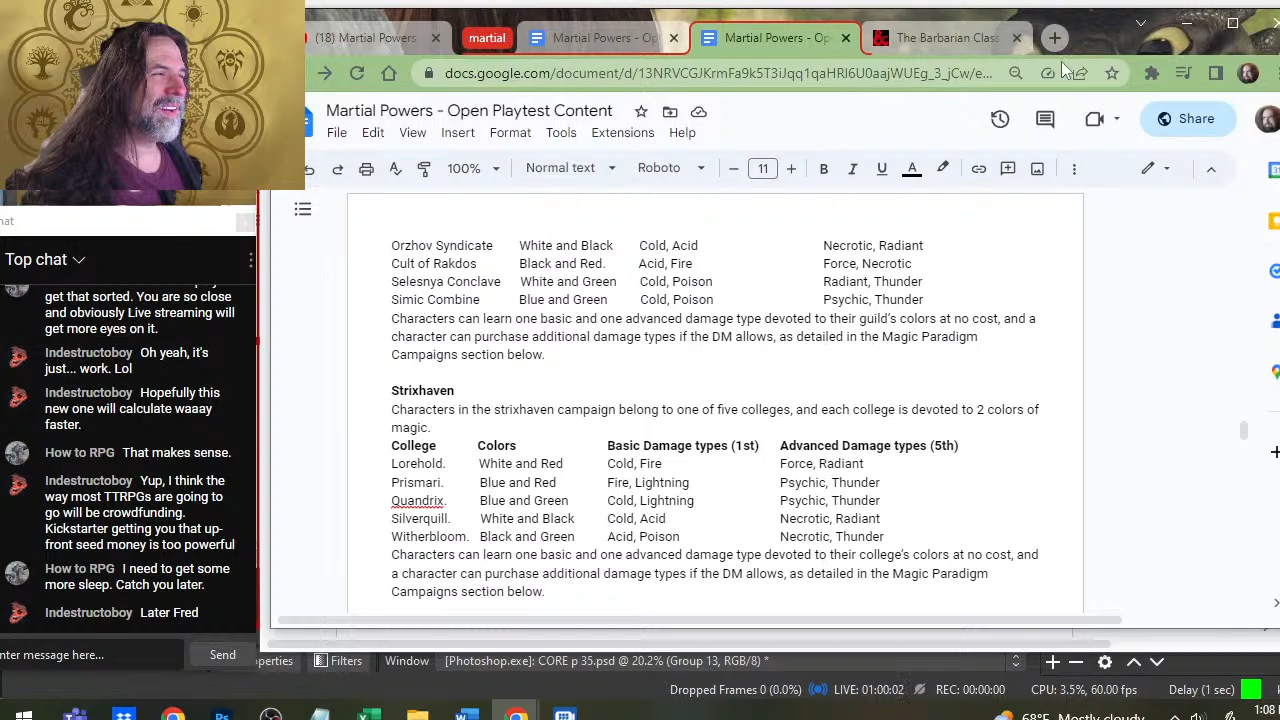 (18) Martial Powers
martial
Martial Powers - Op
Martial Powers - Op
The Barbarian Class
docs.google.com/document/d/13NRVCGJKrmFa9k5T3iJqq1qaHRl6U0aajWUEg_3_jCw/e...
Martial Powers - Open Playtest Content
File Edit View Insert Format Tools Extensions Help
Share
100% Normal text Roboto 11
Orzhov Syndicate White and Black Cold, Acid Necrotic, Radiant
Cult of Rakdos Black and Red. Acid, Fire Force, Necrotic
Selesnya Conclave White and Green Cold, Poison Radiant, Thunder
Simic Combine Blue and Green Cold, Poison Psychic, Thunder
Characters can learn one basic and one advanced damage type devoted to their guild's colors at no cost, and a
character can purchase additional damage types if the DM allows, as detailed in the Magic Paradigm
Campaigns section below.
Strixhaven
Characters in the strixhaven campaign belong to one of five colleges, and each college is devoted to 2 colors of
magic.
College Colors Basic Damage types (1st) Advanced Damage types (5th)
Lorehold. White and Red Cold, Fire Force, Radiant
Prismari. Blue and Red Fire, Lightning Psychic, Thunder
Quandrix. Blue and Green Cold, Lightning Psychic, Thunder
Silverquill. White and Black Cold, Acid Necrotic, Radiant
Witherbloom. Black and Green Acid, Poison Necrotic, Thunder
Characters can learn one basic and one advanced damage type devoted to their college's colors at no cost, and
a character can purchase additional damage types if the DM allows, as detailed in the Magic Paradigm
Campaigns section below.
hat
Top chat
get that sorted. You are so close
and obviously Live streaming will
get more eyes on it.
Indestructoboy Oh yeah, it's
just... work. Lol
Indestructoboy Hopefully this
new one will calculate waaay
faster.
How to RPG That makes sense.
Indestructoboy Yup, I think the
way most TTRPGs are going to
go will be crowdfunding.
Kickstarter getting you that up-
front seed money is too powerful
How to RPG I need to get some
more sleep. Catch you later.
Indestructoboy Later Fred
nter message here...
Send
operties Filters Window [Photoshop.exe]: CORE p 35.psd @ 20.2% (Group 13, RGB/8) *
Dropped Frames 0 (0.0%) LIVE: 01:00:02 REC: 00:00:00 CPU: 3.5%, 60.00 fps Delay (1 sec)
68°F Mostly cloudy 1:08